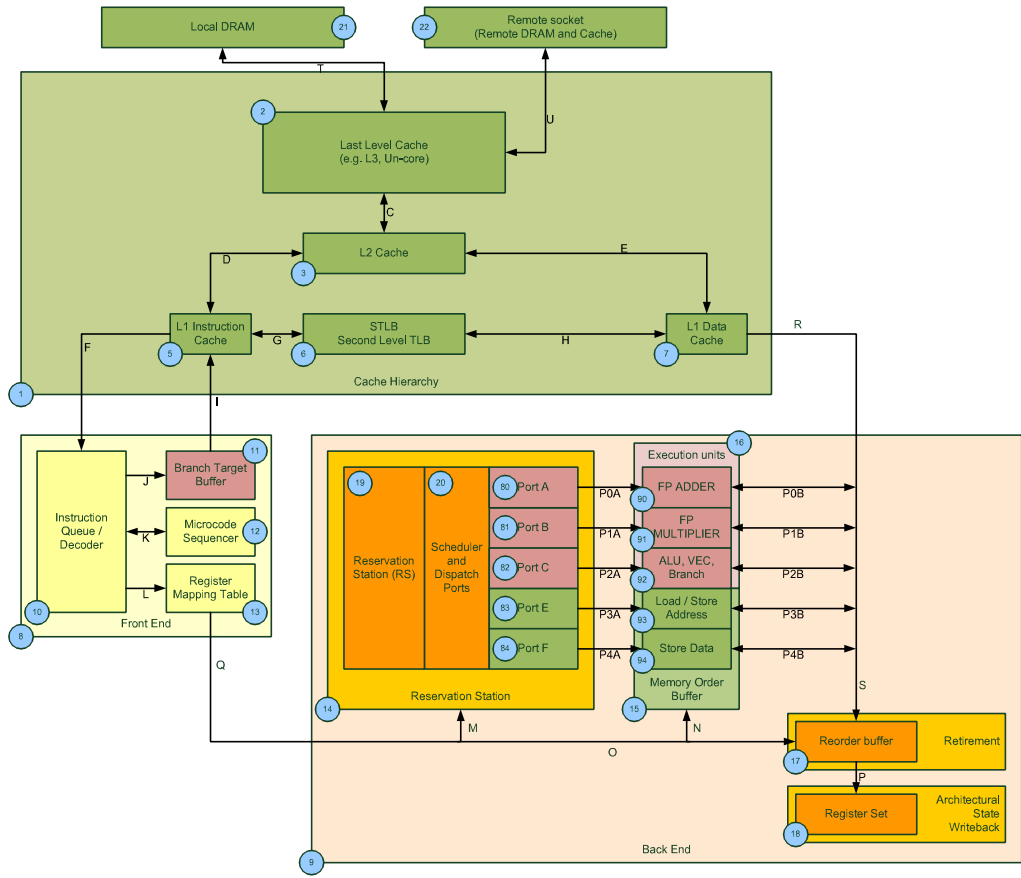 Local DRAM
21
22
Remote socket
(Remote DRAM and Cache)
T
U
2
Last Level Cache
(e.g. L3, Un-core)
C
L2 Cache
3
D
E
L1 Instruction
Cache
5
G
STLB
Second Level TLB
6
H
L1 Data
Cache
7
R
F
I
Cache Hierarchy
1
11
Branch Target
Buffer
J
Instruction
Queue /
Decoder
K
Microcode
Sequencer
12
L
Register
Mapping Table
10
13
Front End
8
Q
16
Execution units
19
20
Reservation
Station (RS)
Scheduler
and
Dispatch
Ports
80
Port A
P0A
FP ADDER
90
P0B
81
Port B
P1A
FP
MULTIPLIER
91
P1B
82
Port C
P2A
ALU, VEC,
Branch
92
P2B
83
Port E
P3A
Load / Store
Address
93
P3B
84
Port F
P4A
Store Data
94
P4B
Reservation Station
14
Memory Order
Buffer
15
M
N
O
S
Reorder buffer
Retirement
17
P
Register Set
Architectural
State
Writeback
18
Back End
9